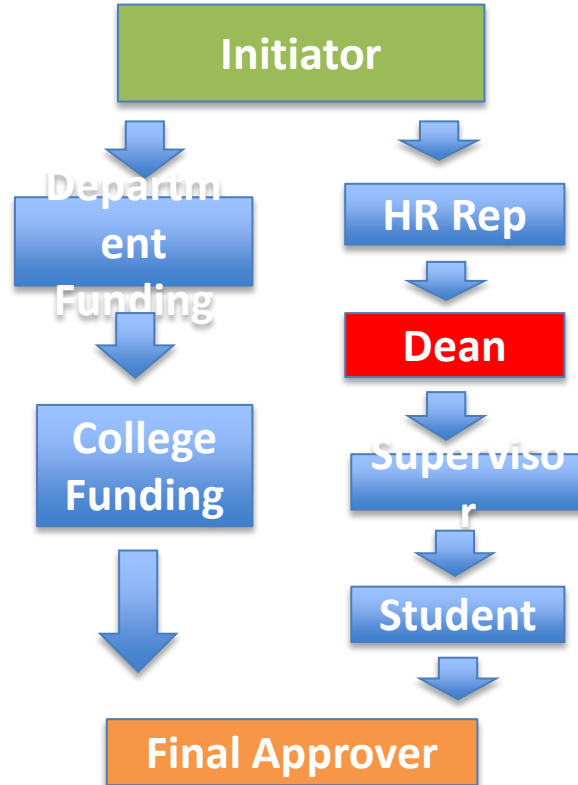 Initiator
Departm
ent
Funding
College
Funding
HR Rep
Dean
Superviso
r
Student
Final Approver